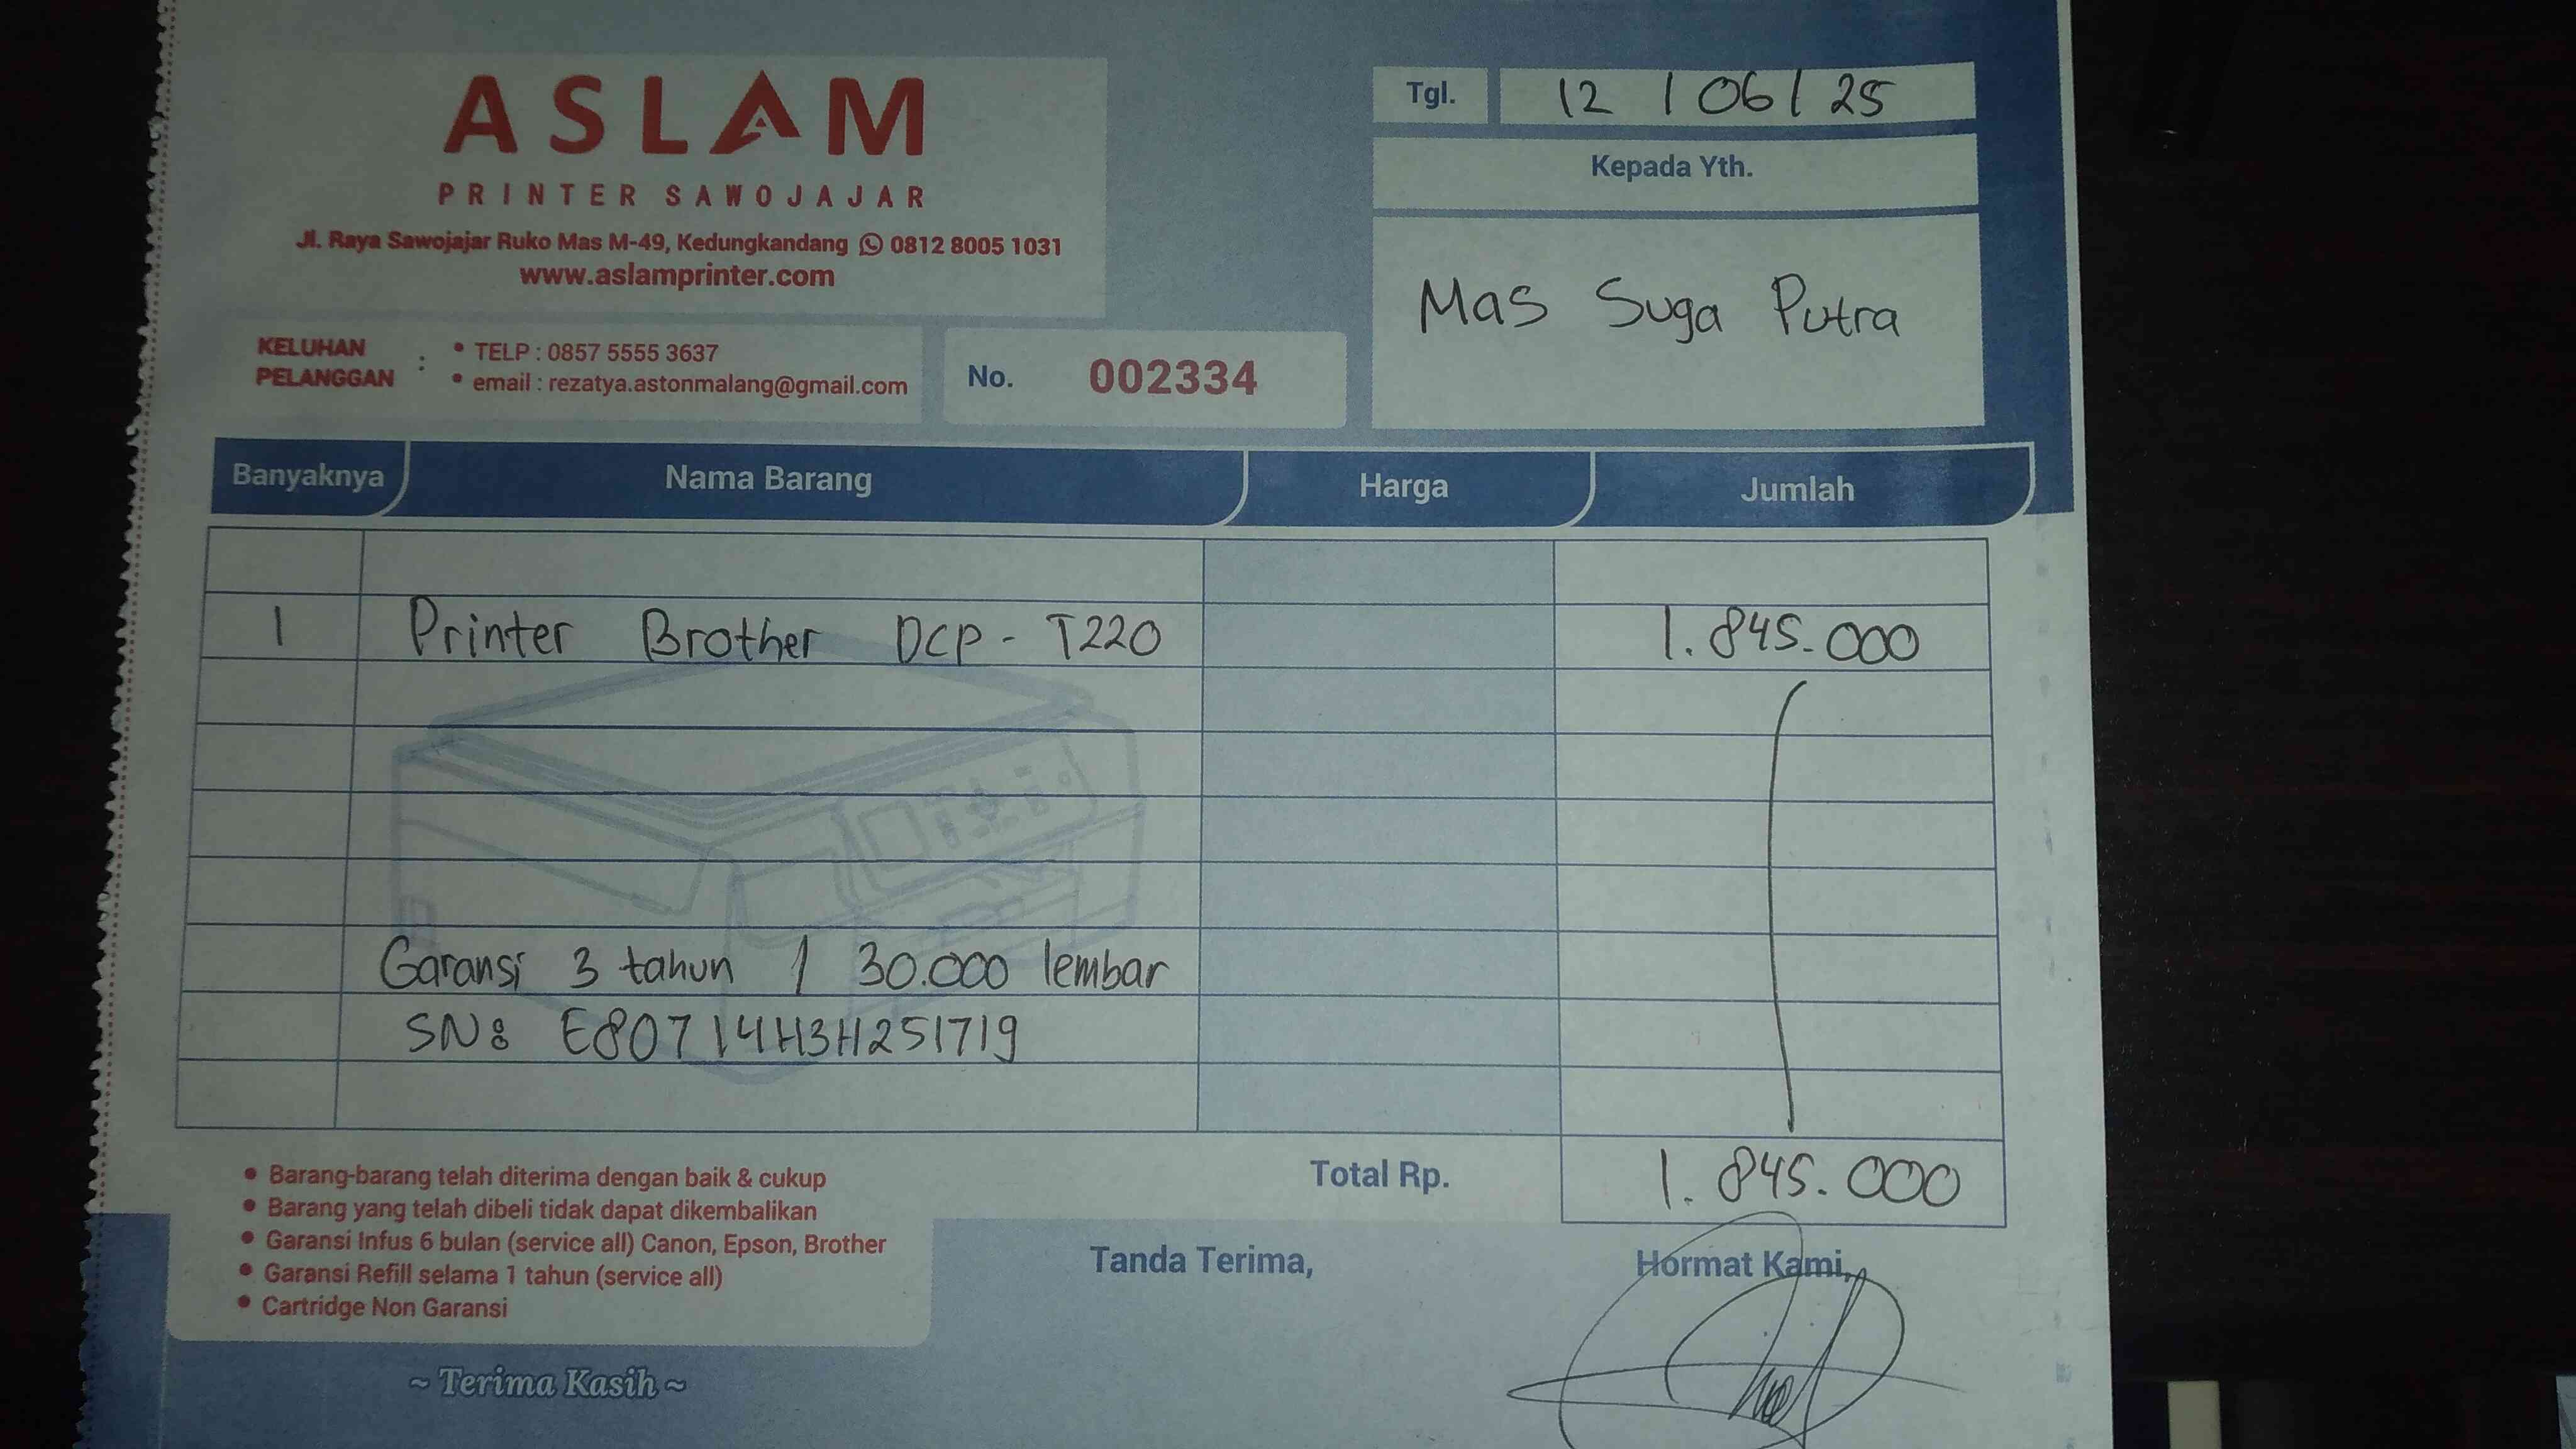 ASLAM
PRINTER SAWOJAJAR
Jl. Raya Sawojajar Ruko Mas M-49, Kedungkandang 0812 8005 1031
www.aslamprinter.com
KELUHAN PELANGGAN :
• TELP : 0857 5555 3637
• email : rezatya.astonmalang@gmail.com
No. 002334
Tgl. 12 / 06 / 25
Kepada Yth.
Mas Suga Putra
Banyaknya Nama Barang Harga Jumlah
1 Printer Brother DCP - T220 1.845.000
Garansi 3 tahun / 30.000 lembar
SN: E80714H3H251719
Total Rp. 1.845.000
• Barang-barang telah diterima dengan baik & cukup
• Barang yang telah dibeli tidak dapat dikembalikan
• Garansi Infus 6 bulan (service all) Canon, Epson, Brother
• Garansi Refill selama 1 tahun (service all)
• Cartridge Non Garansi
Tanda Terima, Hormat Kami,
~ Terima Kasih ~